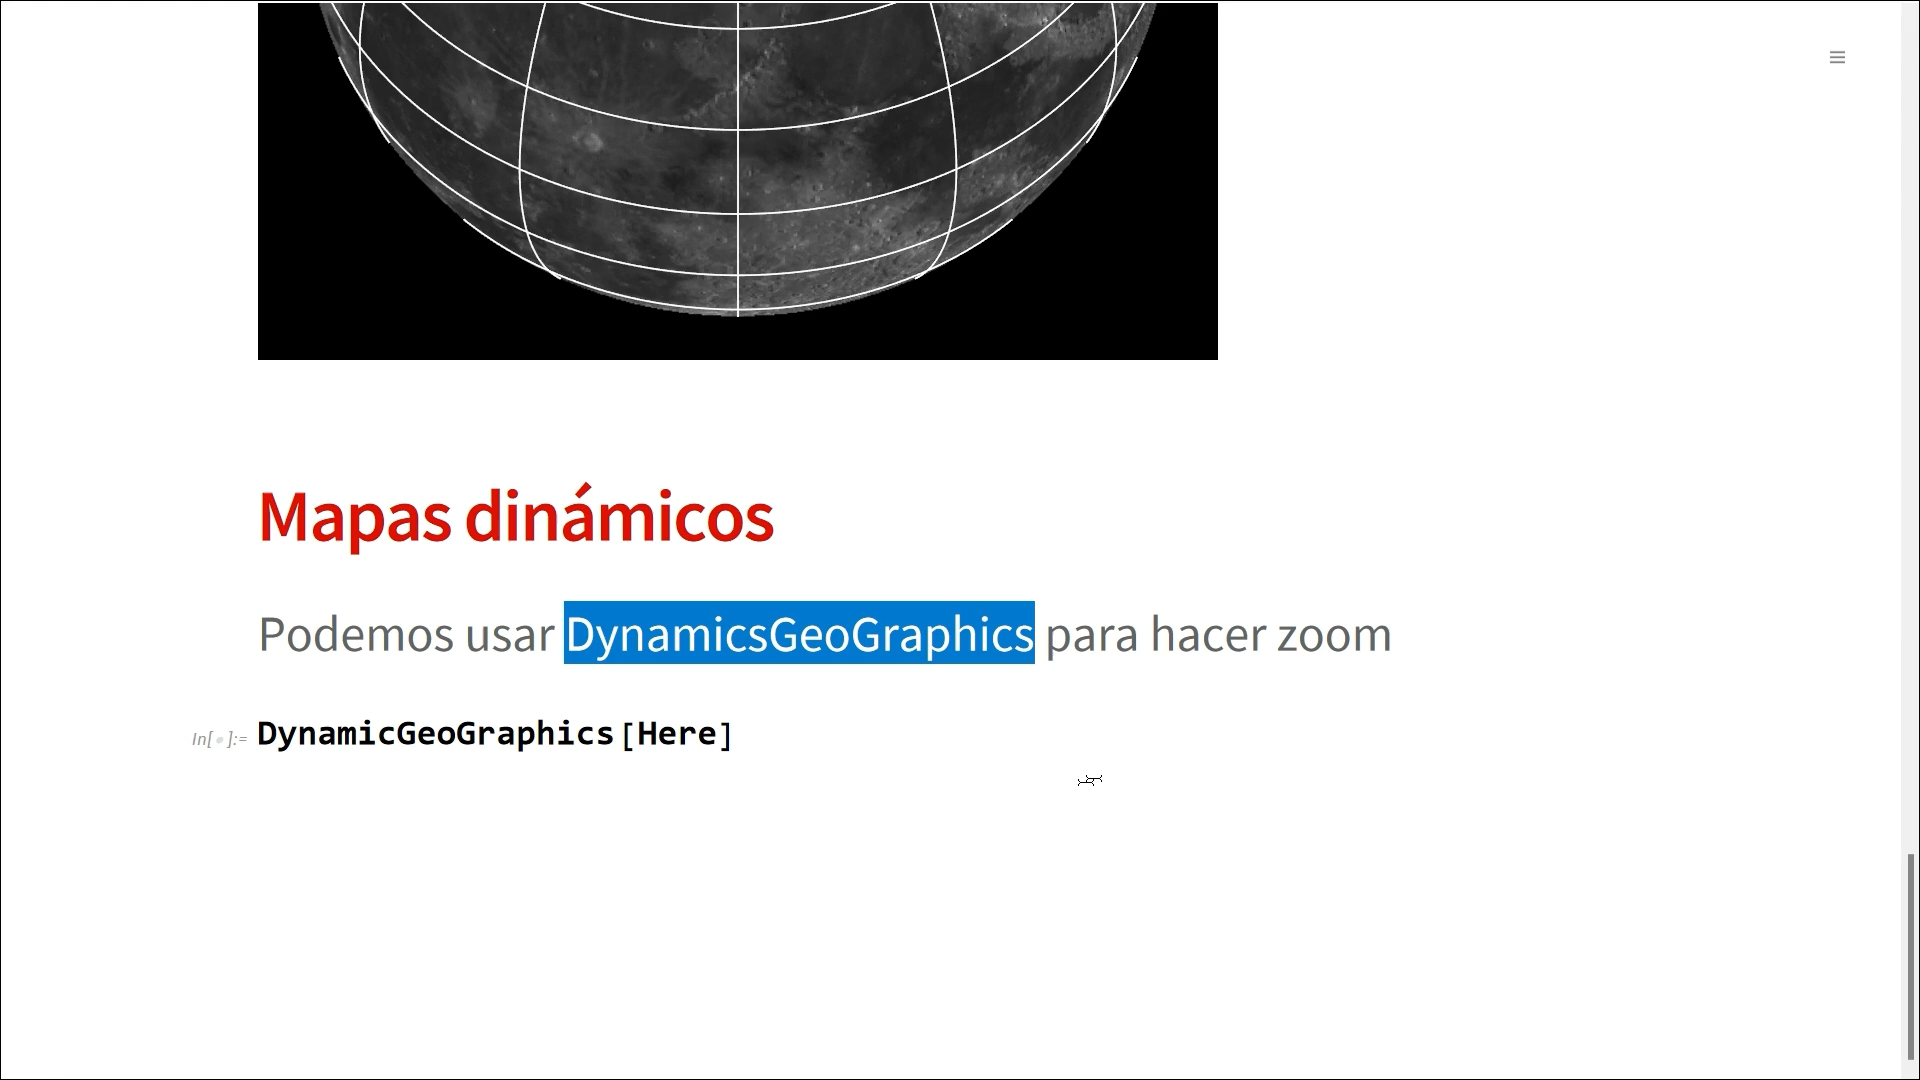 Mapas dinámicos
Podemos usar DynamicsGeoGraphics para hacer zoom
In[•]:= DynamicGeoGraphics[Here]